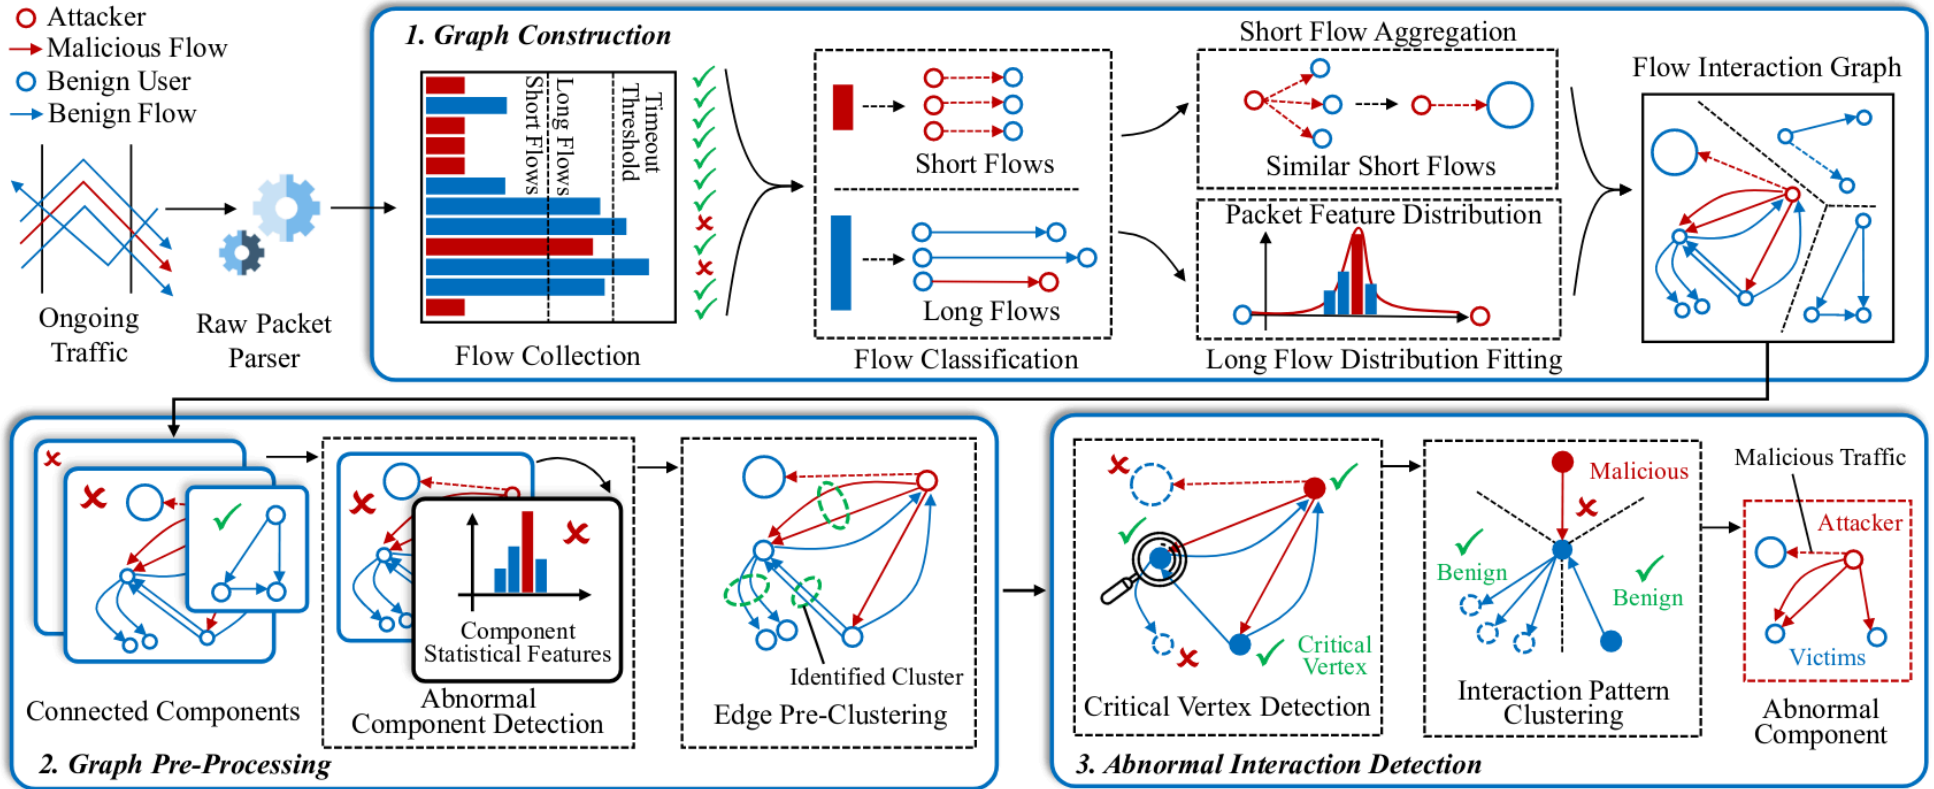 Attacker
Malicious Flow
Benign User
Benign Flow
Ongoing
Traffic
Raw Packet
Parser
1. Graph Construction
Short Flows
Long Flows
Timeout
Threshold
Flow Collection
Short Flows
Long Flows
Flow Classification
Short Flow Aggregation
Similar Short Flows
Packet Feature Distribution
Long Flow Distribution Fitting
Flow Interaction Graph
Connected Components
Component
Statistical Features
Abnormal
Component Detection
Identified Cluster
Edge Pre-Clustering
2. Graph Pre-Processing
Critical
Vertex
Critical Vertex Detection
Malicious
Benign
Benign
Interaction Pattern
Clustering
Malicious Traffic
Attacker
Victims
Abnormal
Component
3. Abnormal Interaction Detection